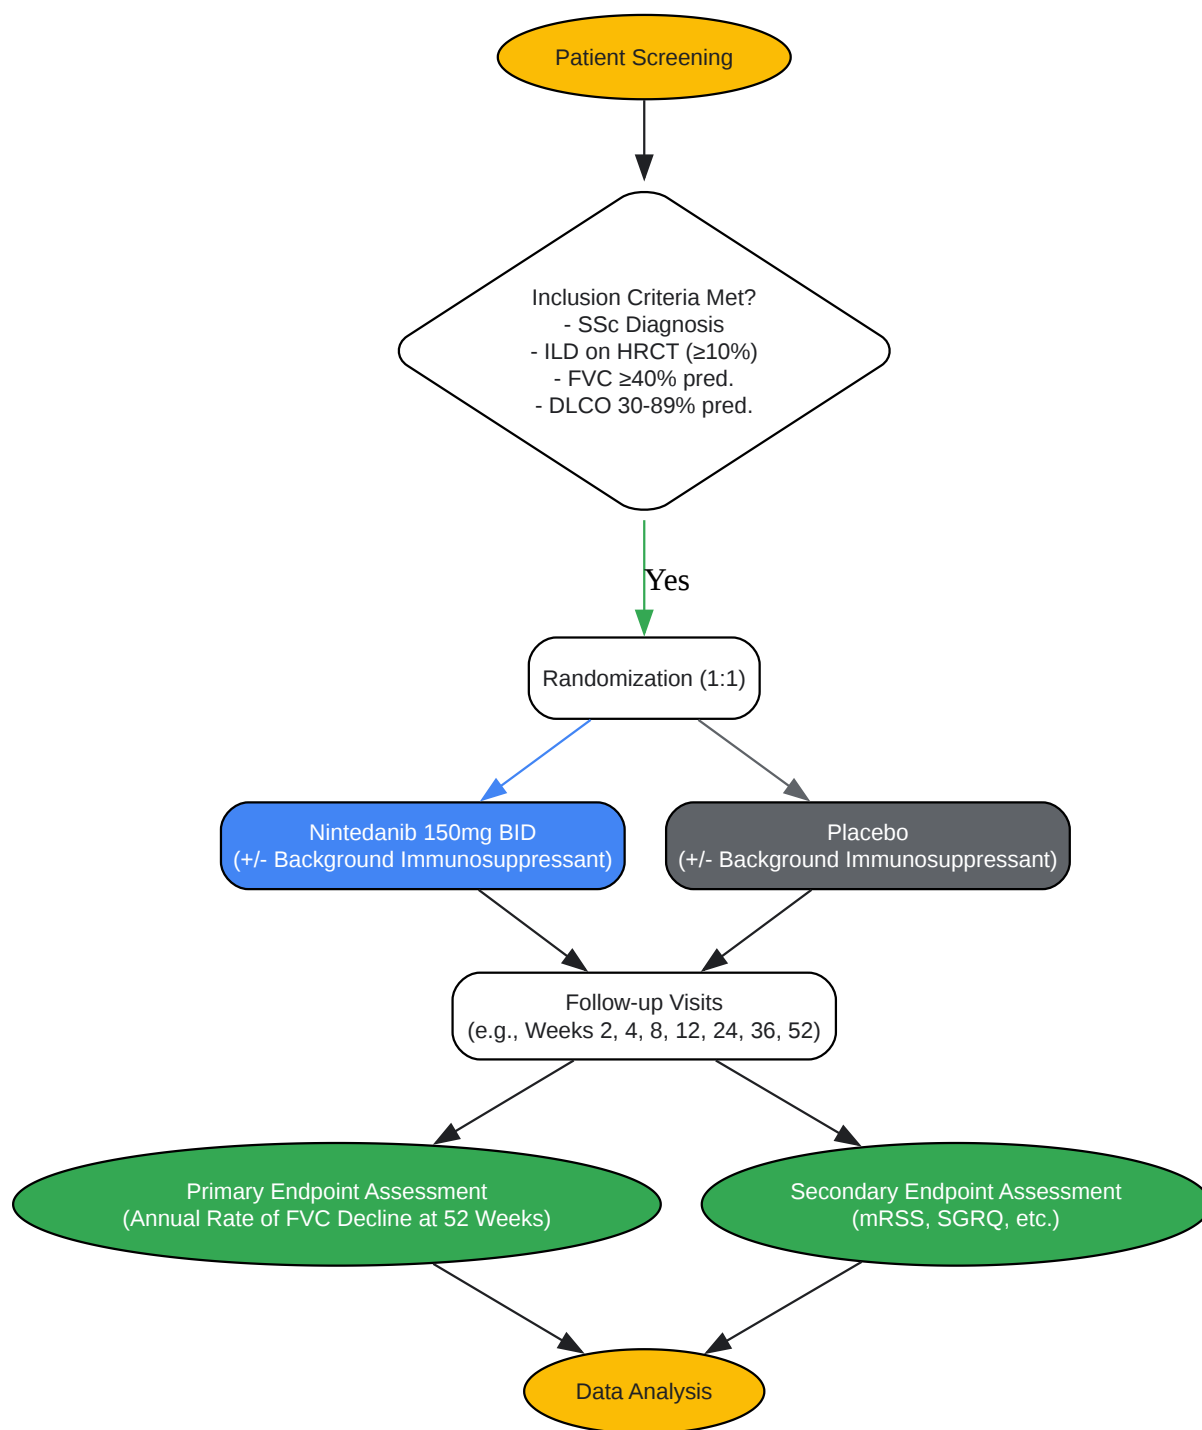 Patient Screening
Inclusion Criteria Met?
- SSc Diagnosis
- ILD on HRCT (≥10%)
- FVC ≥40% pred.
- DLCO 30-89% pred.
Yes
Randomization (1:1)
Nintedanib 150mg BID
(+/- Background Immunosuppressant)
Placebo
(+/- Background Immunosuppressant)
Follow-up Visits
(e.g., Weeks 2, 4, 8, 12, 24, 36, 52)
Primary Endpoint Assessment
(Annual Rate of FVC Decline at 52 Weeks)
Secondary Endpoint Assessment
(mRSS, SGRQ, etc.)
Data Analysis